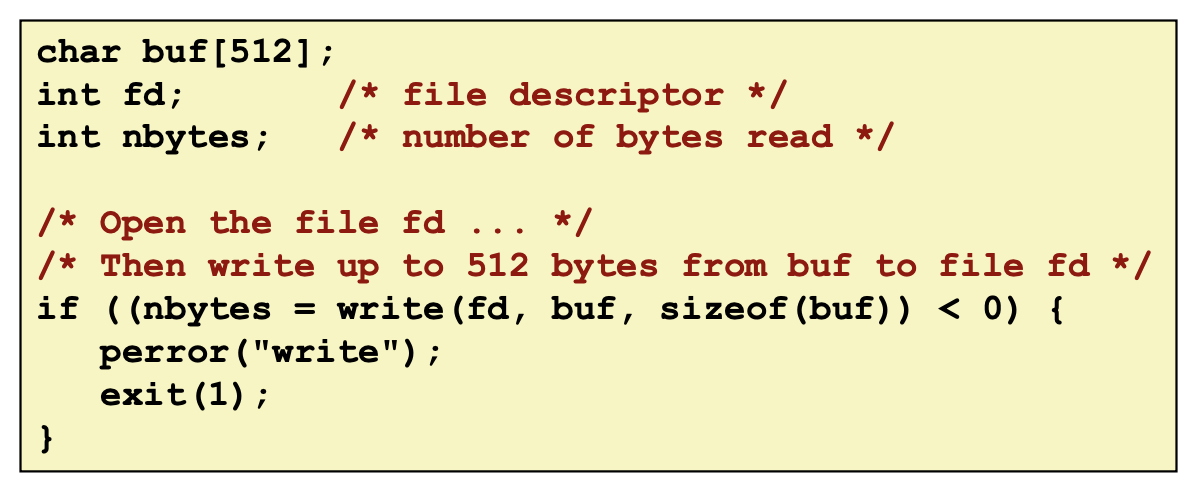 char buf[512];
int fd;       /* file descriptor */
int nbytes;   /* number of bytes read */
/* Open the file fd ... */
/* Then write up to 512 bytes from buf to file fd */
if ((nbytes = write(fd, buf, sizeof(buf)) < 0) {
   perror("write");
   exit(1);
}